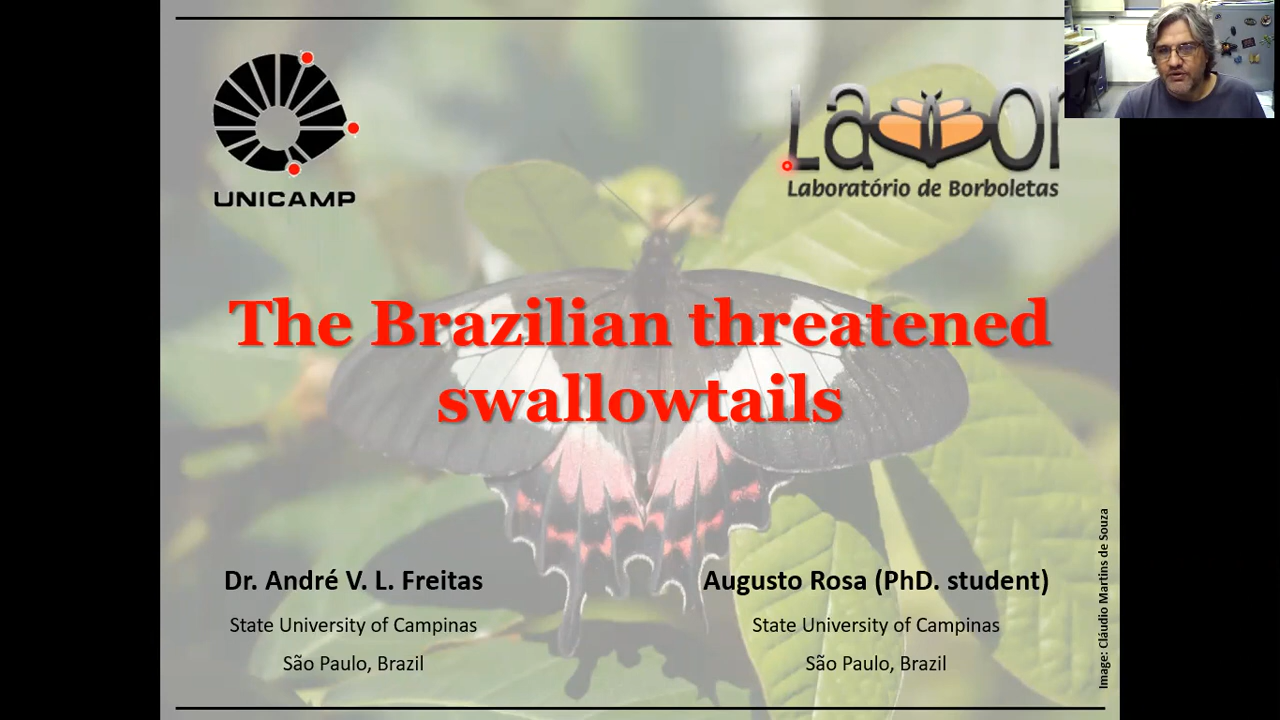 UNICAMP
Laboratório de Borboletas
The Brazilian threatened
swallowtails
Dr. André V. L. Freitas
State University of Campinas
São Paulo, Brazil
Augusto Rosa (PhD. student)
State University of Campinas
São Paulo, Brazil
Image: Cláudio Martins de Souza